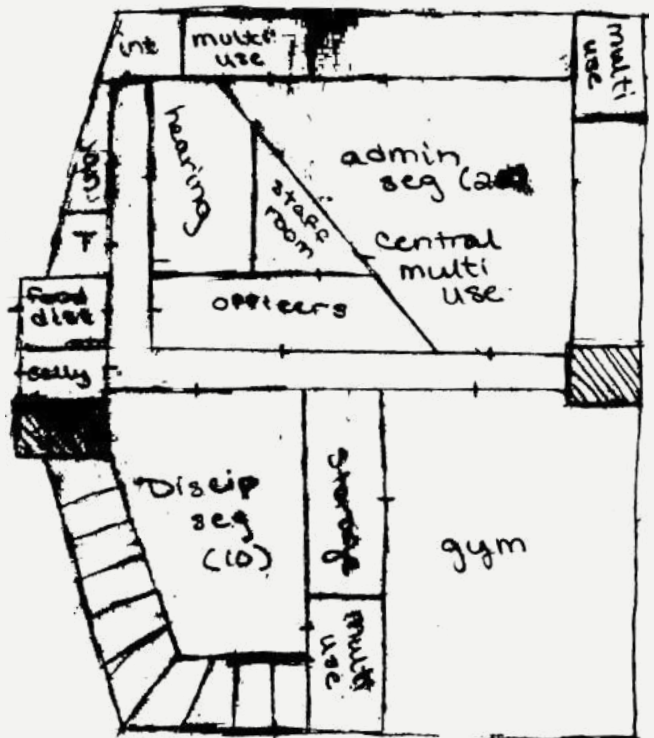 int
multi
use
multi
use
hearing
admin
seg (2
staff
room
central
multi
use
T
food
dist
officers
Discip
seg
(10)
storage
gym
multi
use